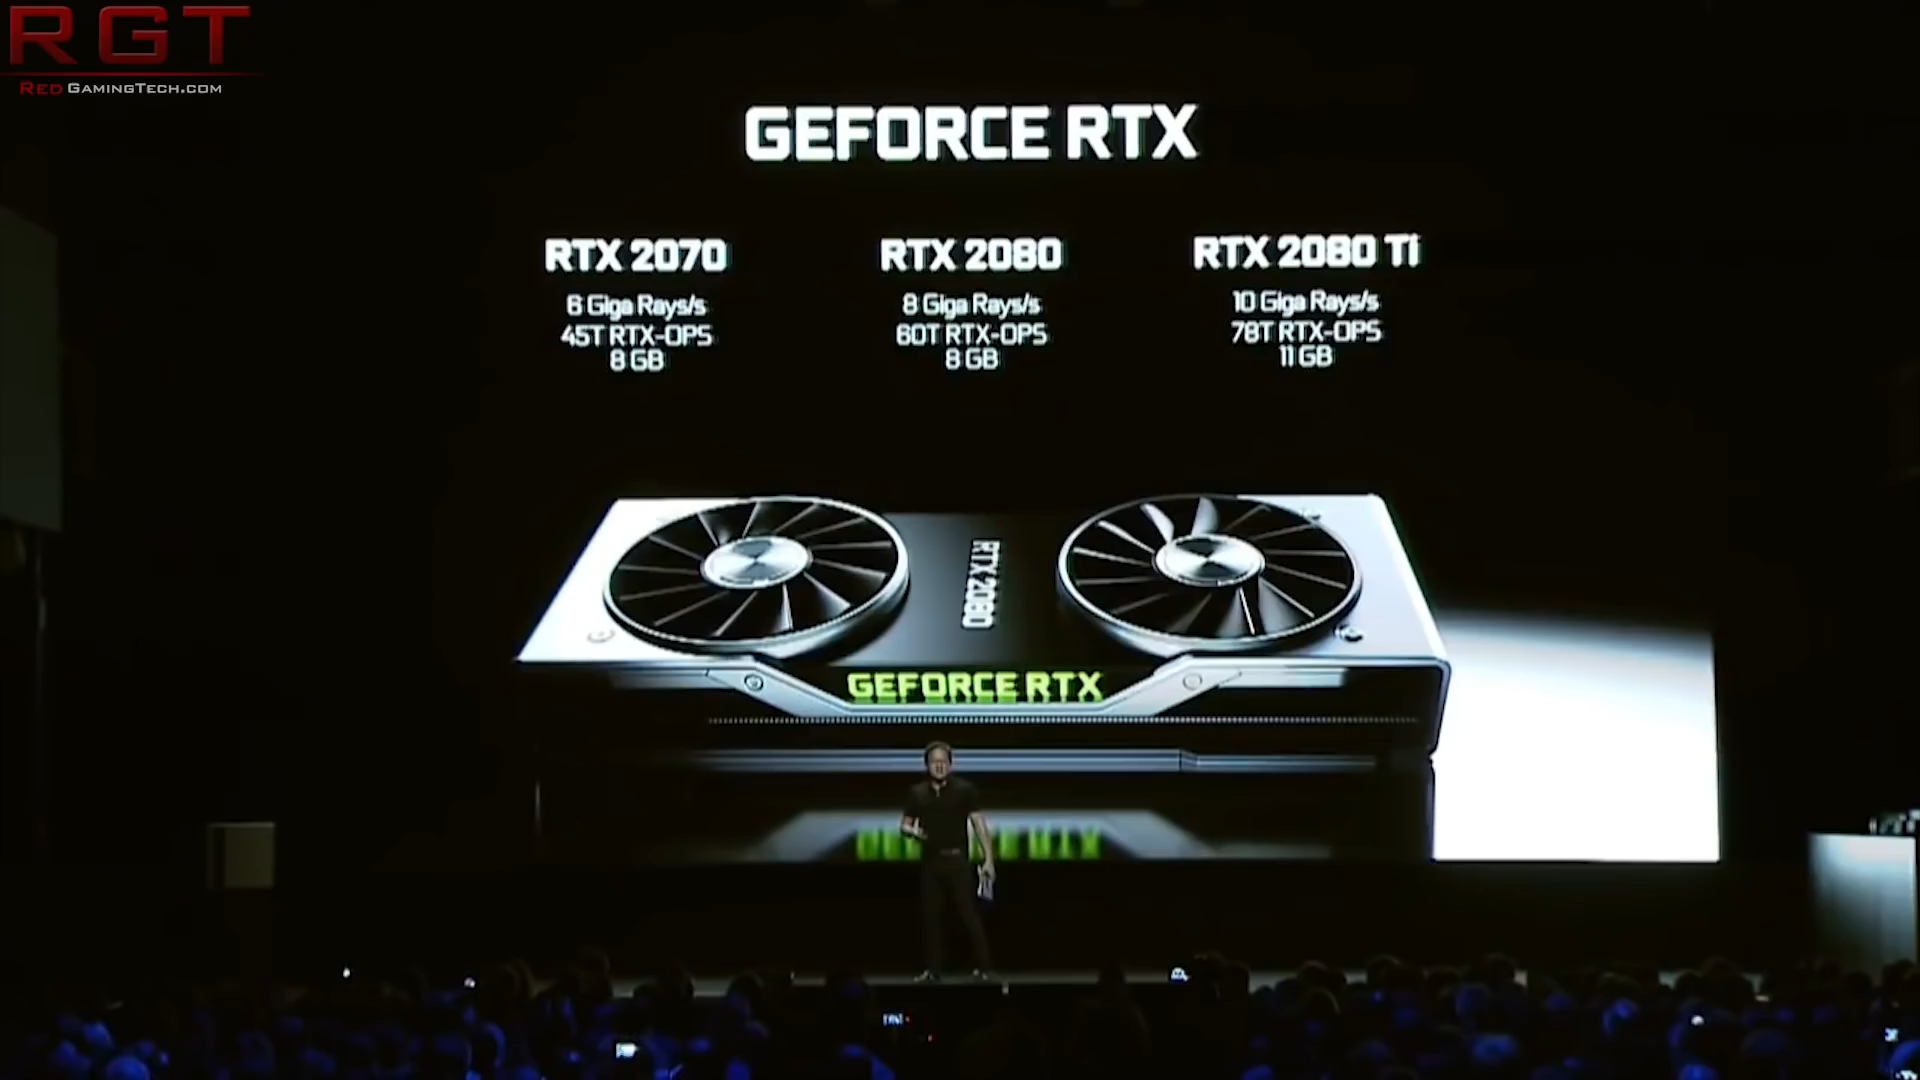 RGT
REDGAMINGTECH.COM
GEFORCE RTX
RTX 2070
6 Giga Rays/s
45T RTX-OPS
8 GB
RTX 2080
8 Giga Rays/s
60T RTX-OPS
8 GB
RTX 2080 Ti
10 Giga Rays/s
78T RTX-OPS
11 GB
RTX 2080
GEFORCE RTX